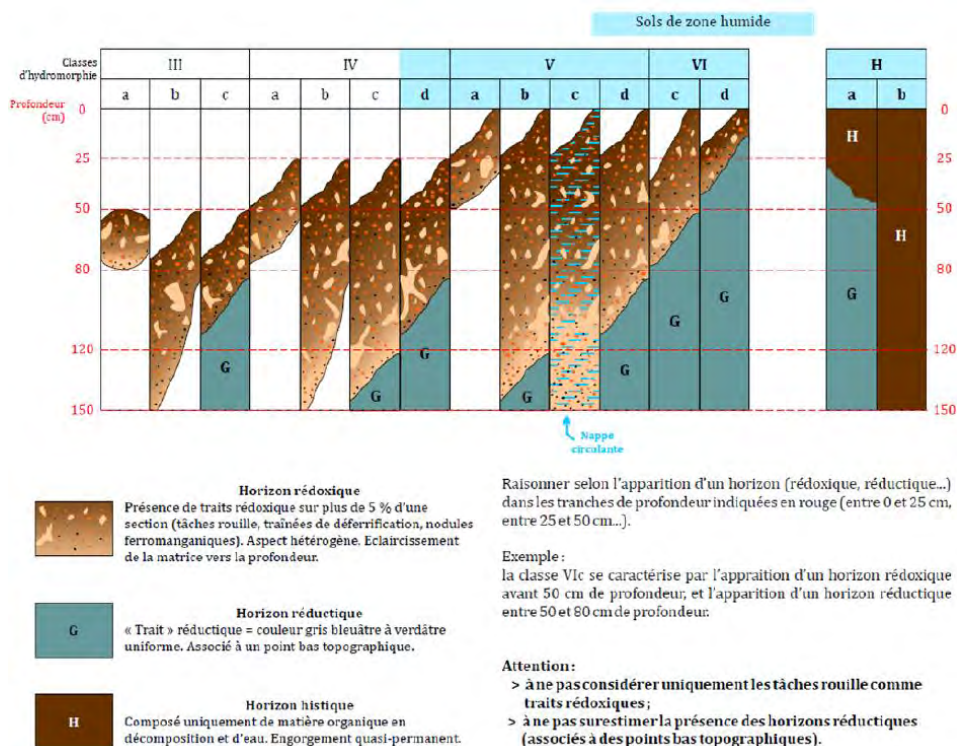 Sols de zone humide
Classes
d'hydromorphie
III
IV
V
VI
H
a b c a b c d a b c d c d a b
Profondeur
(cm)
0
0
H
25
25
50
50
H
80
80
G
G
G
G
120
120
G
G
G
150
150
Nappe
circulante
Horizon rédoxique
Présence de traits rédoxique sur plus de 5 % d'une
section (tâches rouille, traînées de déferrification, nodules
ferromanganiques). Aspect hétérogène. Eclaircissement
de la matrice vers la profondeur.
G
Horizon réductique
« Trait » réductique = couleur gris bleuâtre à verdâtre
uniforme. Associé à un point bas topographique.
H
Horizon histique
Composé uniquement de matière organique en
décomposition et d'eau. Engorgement quasi-permanent.
Raisonner selon l'apparition d'un horizon (rédoxique, réductique...)
dans les tranches de profondeur indiquées en rouge (entre 0 et 25 cm,
entre 25 et 50 cm...).
Exemple :
la classe VIc se caractérise par l'appraition d'un horizon rédoxique
avant 50 cm de profondeur, et l'apparition d'un horizon réductique
entre 50 et 80 cm de profondeur.
Attention :
> à ne pas considérer uniquement les tâches rouille comme
traits rédoxiques ;
> à ne pas surestimer la présence des horizons réductiques
(associés à des points bas topographiques).